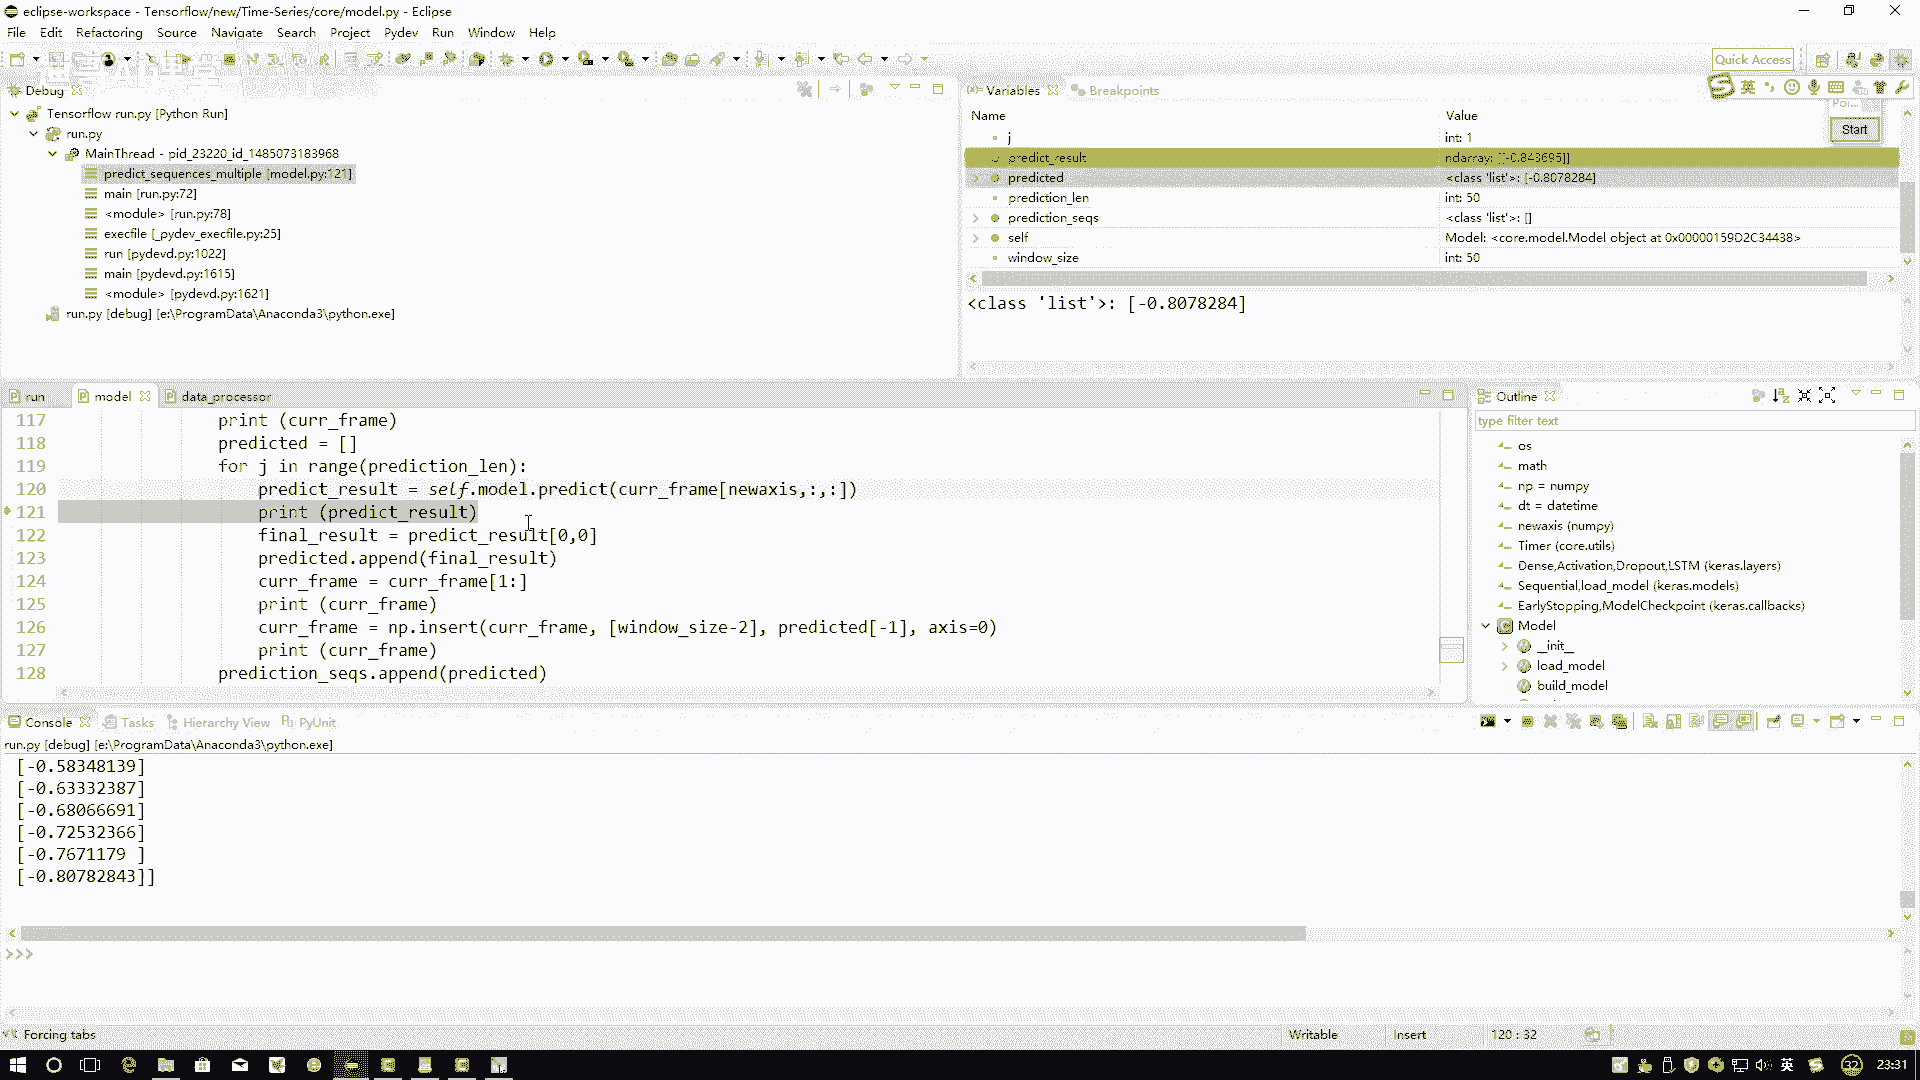 eclipse-workspace - Tensorflow/new/Time-Series/core/model.py - Eclipse
File Edit Refactoring Source Navigate Search Project Pydev Run Window Help
Quick Access
Debug
Tensorflow run.py [Python Run]
run.py
MainThread - pid_23220_id_1485073183968
predict_sequences_multiple [model.py:121]
main [run.py:72]
<module> [run.py:78]
execfile [_pydev_execfile.py:25]
run [pydevd.py:1022]
main [pydevd.py:1615]
<module> [pydevd.py:1621]
run.py [debug] [e:\ProgramData\Anaconda3\python.exe]
Variables Breakpoints
英
Name Value
Start
j int: 1
predict_result ndarray: [[-0.843695]]
predicted <class 'list'>: [-0.8078284]
prediction_len int: 50
prediction_seqs <class 'list'>: []
self Model: <core.model.Model object at 0x00000159D2C34438>
window_size int: 50
<class 'list'>: [-0.8078284]
run model data_processor
117 print (curr_frame)
118 predicted = []
119 for j in range(prediction_len):
120 predict_result = self.model.predict(curr_frame[newaxis,:,:])
121 print (predict_result)
122 final_result = predict_result[0,0]
123 predicted.append(final_result)
124 curr_frame = curr_frame[1:]
125 print (curr_frame)
126 curr_frame = np.insert(curr_frame, [window_size-2], predicted[-1], axis=0)
127 print (curr_frame)
128 prediction_seqs.append(predicted)
Outline
type filter text
os
math
np = numpy
dt = datetime
newaxis (numpy)
Timer (core.utils)
Dense,Activation,Dropout,LSTM (keras.layers)
Sequential,load_model (keras.models)
EarlyStopping,ModelCheckpoint (keras.callbacks)
Model
__init__
load_model
build_model
Console Tasks Hierarchy View PyUnit
run.py [debug] [e:\ProgramData\Anaconda3\python.exe]
[-0.58348139]
[-0.63332387]
[-0.68066691]
[-0.72532366]
[-0.7671179 ]
[-0.80782843]]
>>>
Forcing tabs Writable Insert 120 : 32
英 32 23:31